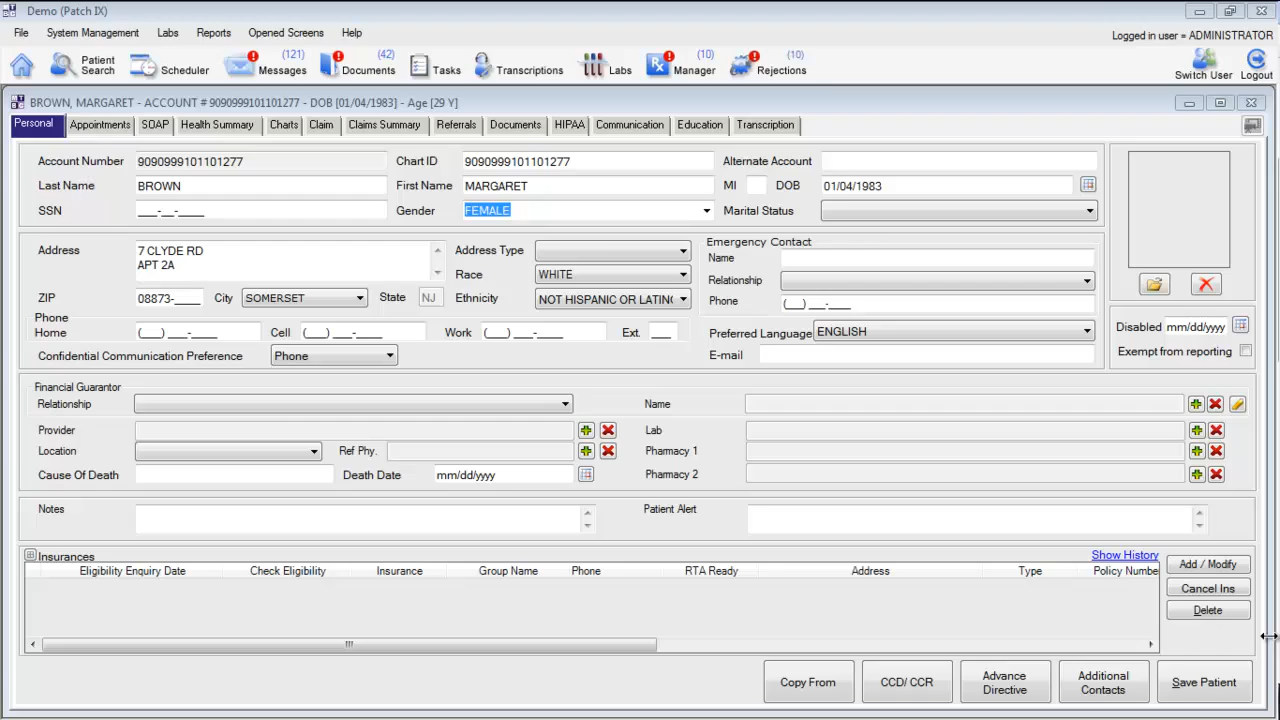 Demo (Patch IX)
File System Management Labs Reports Opened Screens Help
Logged in user = ADMINISTRATOR
Patient Search Scheduler (121) Messages (42) Documents Tasks Transcriptions Labs (10) Manager (10) Rejections Switch User Logout
BROWN, MARGARET - ACCOUNT # 9090999101101277 - DOB [01/04/1983] - Age [29 Y]
Personal Appointments SOAP Health Summary Charts Claim Claims Summary Referrals Documents HIPAA Communication Education Transcription
Account Number 9090999101101277 Chart ID 9090999101101277 Alternate Account
Last Name BROWN First Name MARGARET MI DOB 01/04/1983
SSN ___-__-____ Gender FEMALE Marital Status
Address 7 CLYDE RD Address Type Emergency Contact
APT 2A Race WHITE Name
Relationship
ZIP 08873-____ City SOMERSET State NJ Ethnicity NOT HISPANIC OR LATIN Phone (___) ___-____
Phone
Home (___) ___-____ Cell (___) ___-____ Work (___) ___-____ Ext. ___ Preferred Language ENGLISH
Disabled mm/dd/yyyy
Confidential Communication Preference Phone E-mail
Exempt from reporting
Financial Guarantor
Relationship Name
Provider Lab
Location Ref Phy. Pharmacy 1
Cause Of Death Death Date mm/dd/yyyy Pharmacy 2
Notes Patient Alert
Insurances Show History
Eligibility Enquiry Date Check Eligibility Insurance Group Name Phone RTA Ready Address Type Policy Numbe
Add / Modify
Cancel Ins
Delete
Copy From CCD/ CCR Advance Directive Additional Contacts Save Patient